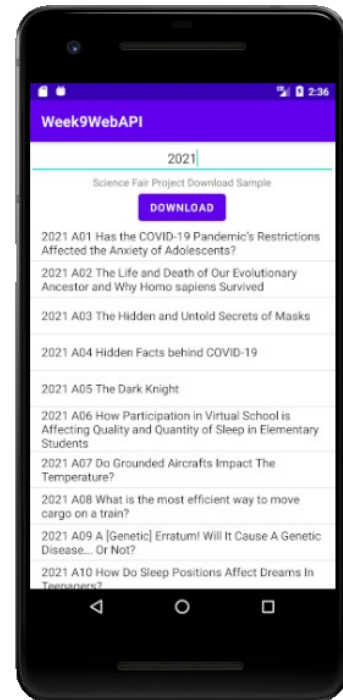 2:36
Week9WebAPI
2021
Science Fair Project Download Sample
DOWNLOAD
2021 A01 Has the COVID-19 Pandemic's Restrictions
Affected the Anxiety of Adolescents?
2021 A02 The Life and Death of Our Evolutionary
Ancestor and Why Homo sapiens Survived
2021 A03 The Hidden and Untold Secrets of Masks
2021 A04 Hidden Facts behind COVID-19
2021 A05 The Dark Knight
2021 A06 How Participation in Virtual School is
Affecting Quality and Quantity of Sleep in Elementary
Students
2021 A07 Do Grounded Aircrafts Impact The
Temperature?
2021 A08 What is the most efficient way to move
cargo on a train?
2021 A09 A [Genetic] Erratum! Will It Cause A Genetic
Disease... Or Not?
2021 A10 How Do Sleep Positions Affect Dreams In
Teenagers?